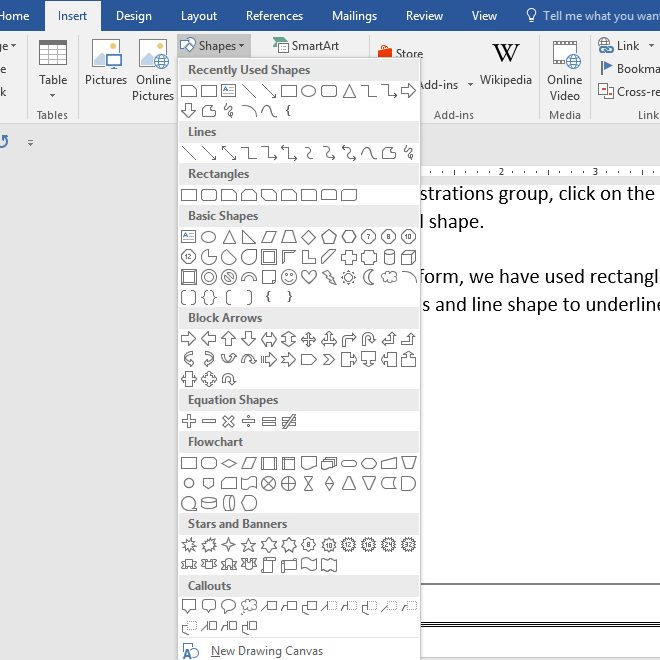 Home Insert Design Layout References Mailings Review View Tell me what you want
Shapes SmartArt Store Link
Table Pictures Online Pictures Add-ins Wikipedia Online Video Bookma
Cross-re
Tables Add-ins Media Link
Recently Used Shapes
Lines
2 3
Rectangles
strations group, click on the
Basic Shapes
shape.
form, we have used rectangl
s and line shape to underline
Block Arrows
Equation Shapes
Flowchart
Stars and Banners
Callouts
New Drawing Canvas